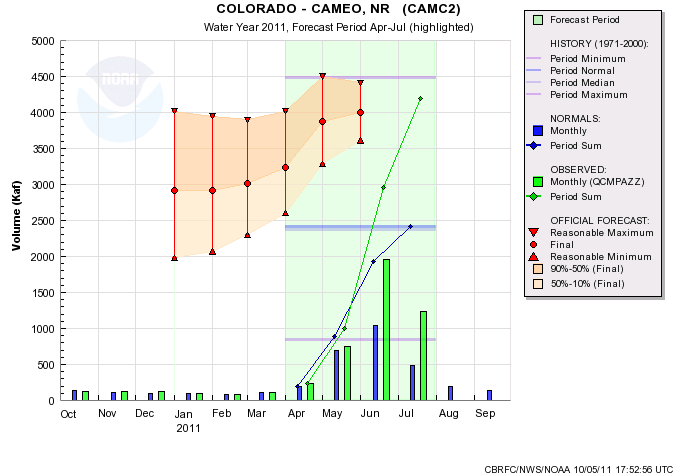 COLORADO - CAMEO, NR (CAMC2)
Water Year 2011, Forecast Period Apr-Jul (highlighted)
5000
4500
4000
3500
3000
2500
2000
1500
1000
500
0
Volume (Kaf)
NOAA
Oct
Nov
Dec
Jan
2011
Feb
Mar
Apr
May
Jun
Jul
Aug
Sep
Forecast Period
HISTORY (1971-2000):
Period Minimum
Period Normal
Period Median
Period Maximum
NORMALS:
Monthly
Period Sum
OBSERVED:
Monthly (QCMPAZZ)
Period Sum
OFFICIAL FORECAST:
Reasonable Maximum
Final
Reasonable Minimum
90%-50% (Final)
50%-10% (Final)
CBRFC/NWS/NOAA 10/05/11 17:52:56 UTC